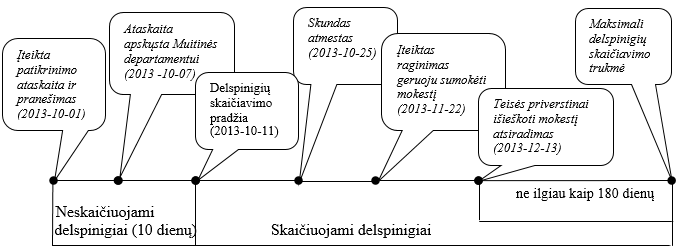 Įteikta
patikrinimo
ataskaita ir
pranešimas
(2013-10-01)
Ataskaita
apskųsta Muitinės
departamentui
(2013 -10-07)
Delspinigių
skaičiavimo
pradžia
(2013-10-11)
Skundas
atmestas
(2013-10-25)
Įteiktas
raginimas
geruoju sumokėti
mokestį
(2013-11-22)
Teisės priverstinai
išieškoti mokestį
atsiradimas
(2013-12-13)
Maksimali
delspinigių
skaičiavimo
trukmė
ne ilgiau kaip 180 dienų
Neskaičiuojami
delspinigiai (10 dienų)
Skaičiuojami delspinigiai